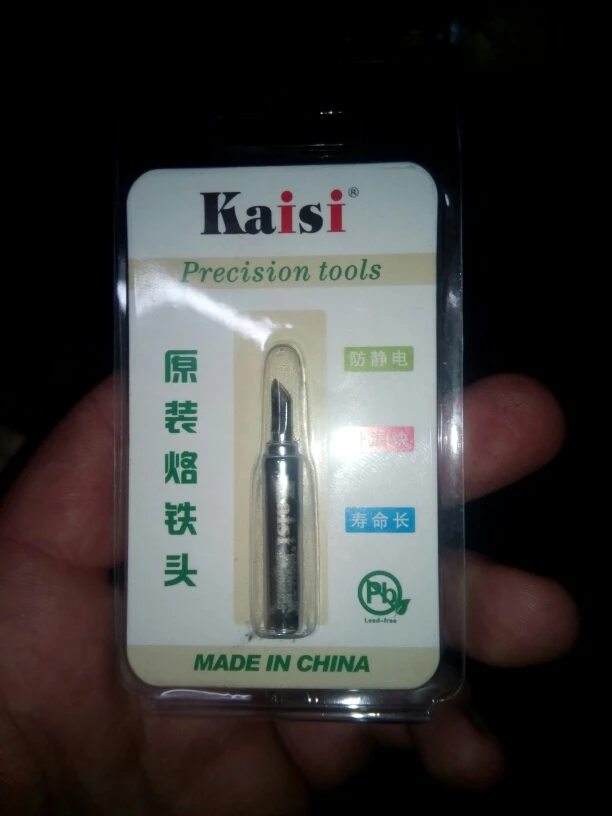 Kaisi®
Precision tools
原装烙铁头
防静电
寿命长
Pb
Lead-free
MADE IN CHINA